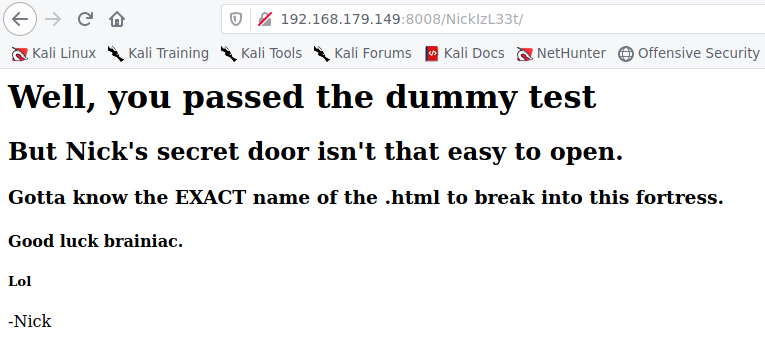 192.168.179.149:8008/NickIzL33t/
Kali Linux Kali Training Kali Tools Kali Forums Kali Docs NetHunter Offensive Security
Well, you passed the dummy test
But Nick's secret door isn't that easy to open.
Gotta know the EXACT name of the .html to break into this fortress.
Good luck brainiac.
Lol
-Nick